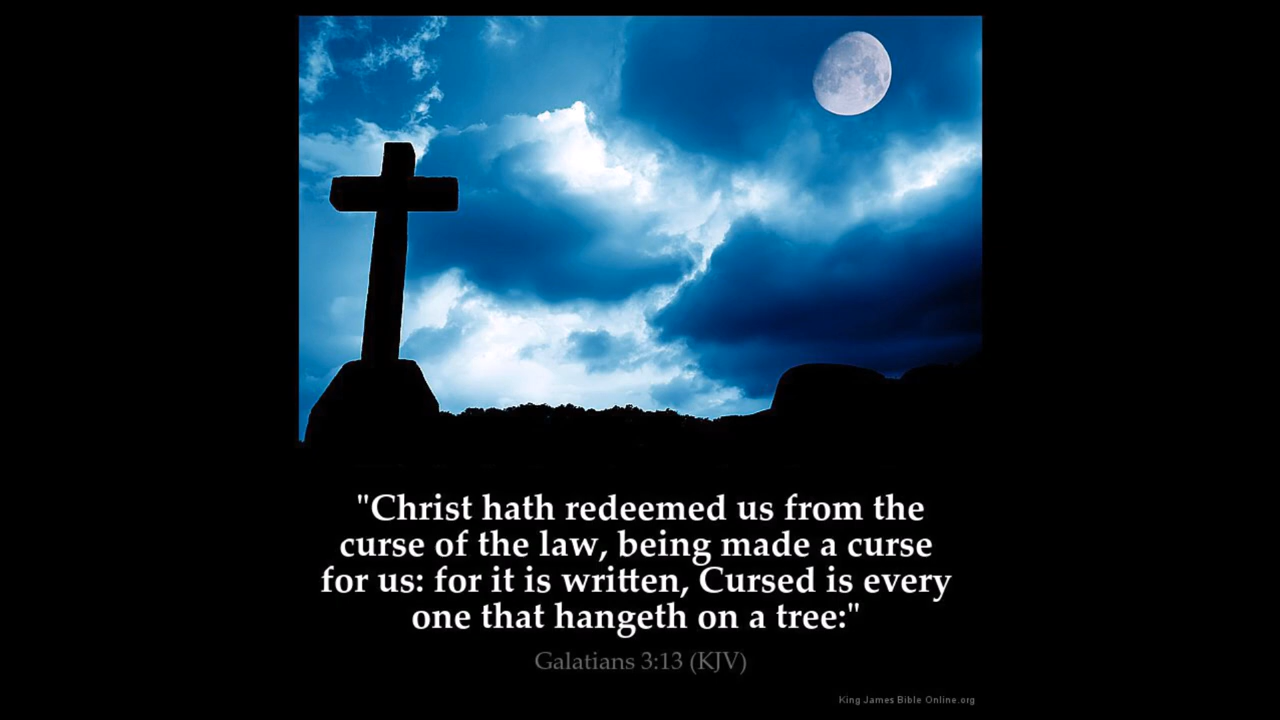 "Christ hath redeemed us from the
curse of the law, being made a curse
for us: for it is written, Cursed is every
one that hangeth on a tree:"
Galatians 3:13 (KJV)
King James Bible Online.org